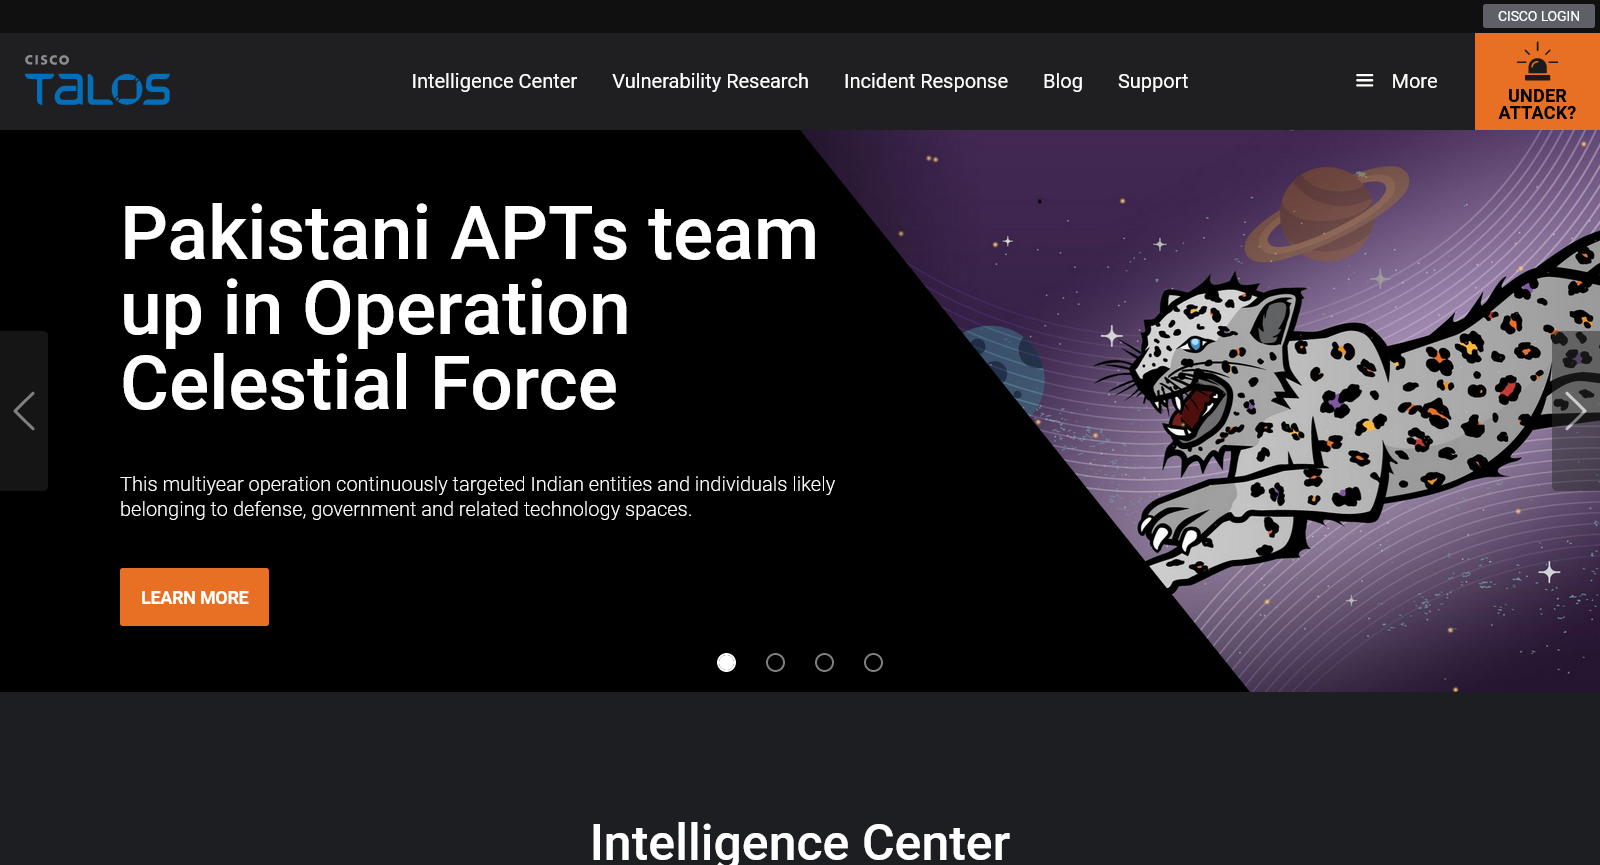 CISCO LOGIN
CISCO
TALOS
Intelligence Center
Vulnerability Research
Incident Response
Blog
Support
More
UNDER
ATTACK?
Pakistani APTs team
up in Operation
Celestial Force
This multiyear operation continuously targeted Indian entities and individuals likely
belonging to defense, government and related technology spaces.
LEARN MORE
Intelligence Center